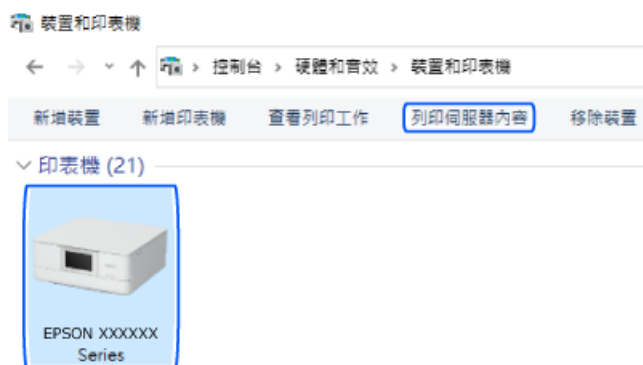 裝置和印表機
控制台 › 硬體和音效 › 裝置和印表機
新增裝置 新增印表機 查看列印工作 列印伺服器內容 移除裝置
印表機 (21)
EPSON XXXXXX
Series